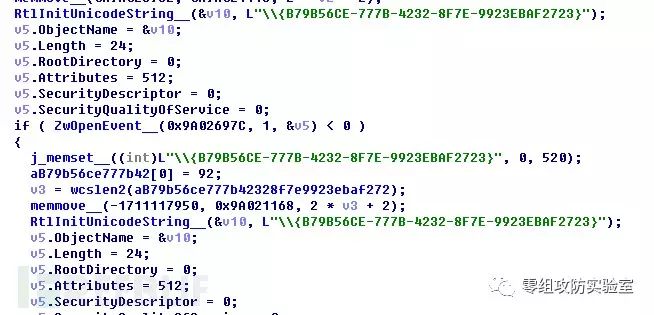 RtlInitUnicodeString__(&v10, L"\\{B79B56CE-777B-4232-8F7E-9923EBAF2723}");
v5.ObjectName = &v10;
v5.Length = 24;
v5.RootDirectory = 0;
v5.Attributes = 512;
v5.SecurityDescriptor = 0;
v5.SecurityQualityOfService = 0;
if ( ZwOpenEvent__(0x9A02697C, 1, &v5) < 0 )
{
j_memset__((int)L"\\{B79B56CE-777B-4232-8F7E-9923EBAF2723}", 0, 520);
aB79b56ce777b42[0] = 92;
v3 = wcslen2(aB79b56ce777b42328f7e9923ebaf272);
memmove__(-1711117950, 0x9A021168, 2 * v3 + 2);
RtlInitUnicodeString__(&v10, L"\\{B79B56CE-777B-4232-8F7E-9923EBAF2723}");
v5.ObjectName = &v10;
v5.Length = 24;
v5.RootDirectory = 0;
v5.Attributes = 512;
v5.SecurityDescriptor = 0;
零组攻防实验室